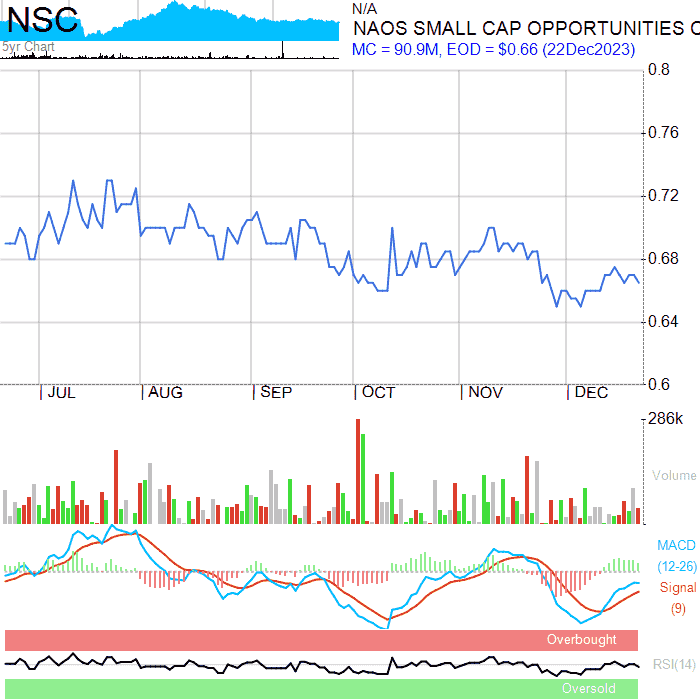 NSC
5yr Chart
N/A
NAOS SMALL CAP OPPORTUNITIES C
MC = 90.9M, EOD = $0.66 (22Dec2023)
0.8
0.76
0.72
0.68
0.64
0.6
JUL AUG SEP OCT NOV DEC
286k
Volume
MACD
(12-26)
Signal
(9)
Overbought
RSI(14)
Oversold